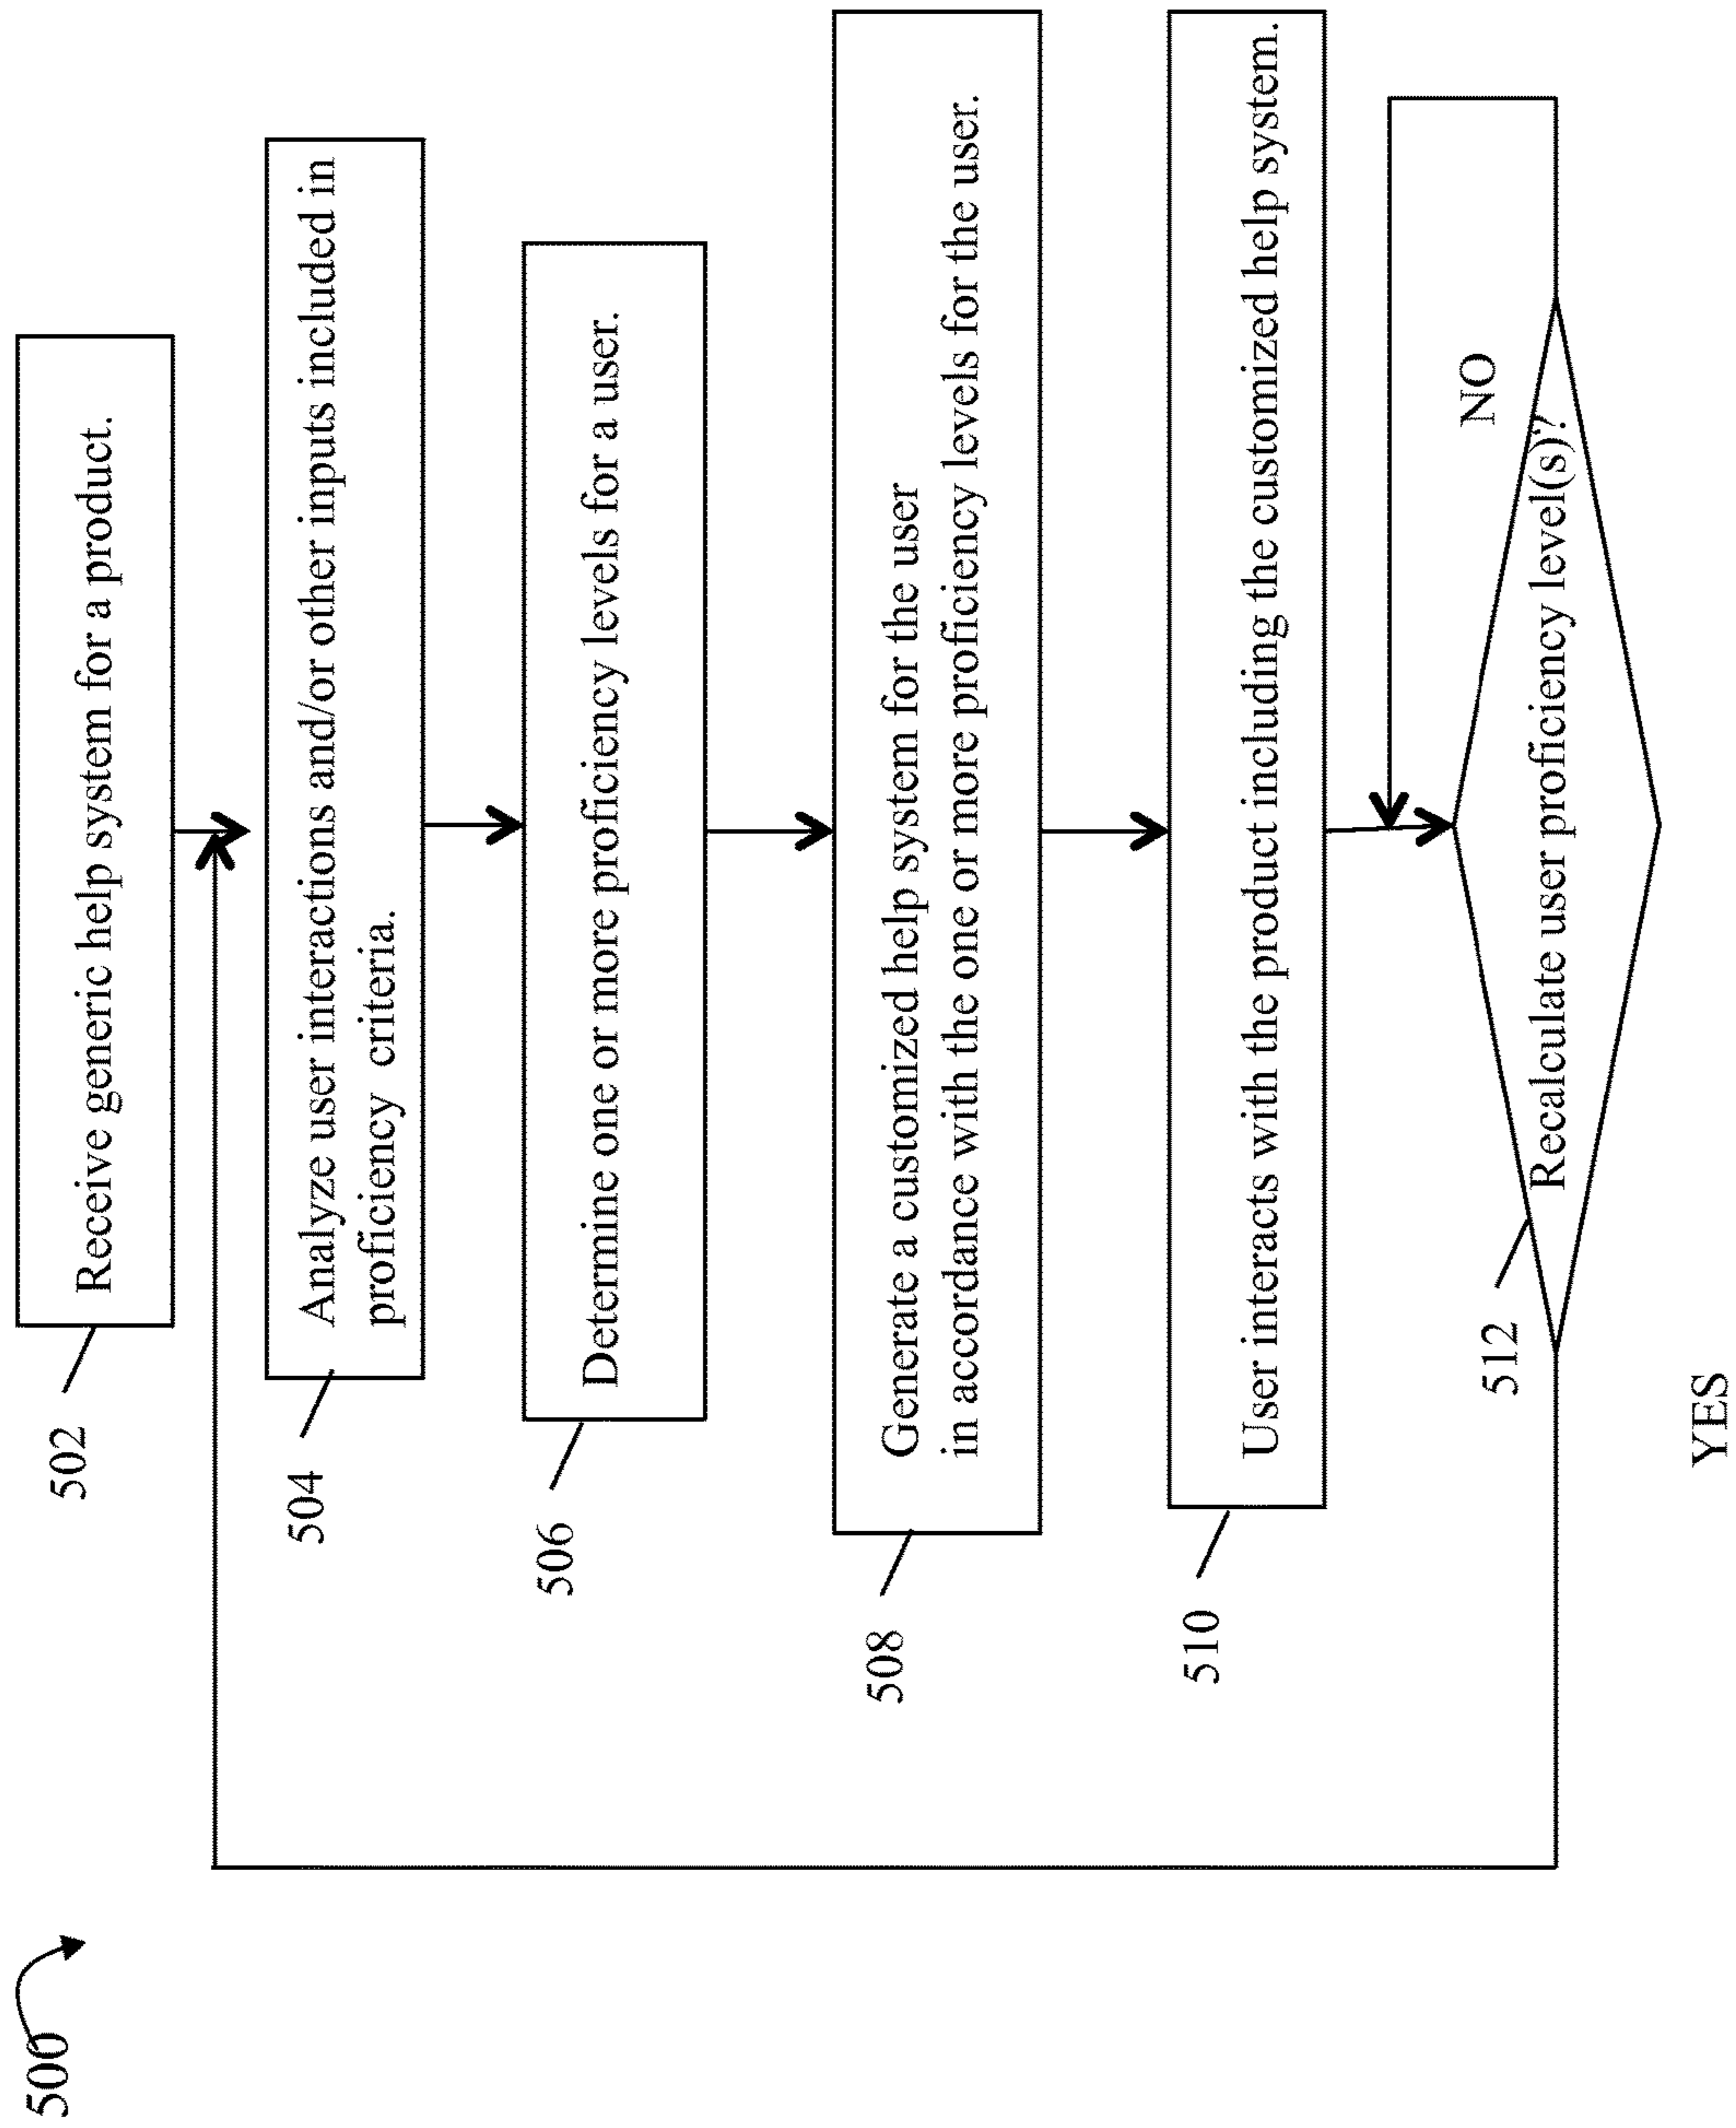 500
502
Receive generic help system for a product.
504
Analyze user interactions and/or other inputs included in
proficiency criteria.
506
Determine one or more proficiency levels for a user.
508
Generate a customized help system for the user
in accordance with the one or more proficiency levels for the user.
510
User interacts with the product including the customized help system.
NO
512
Recalculate user proficiency level(s)?
YES